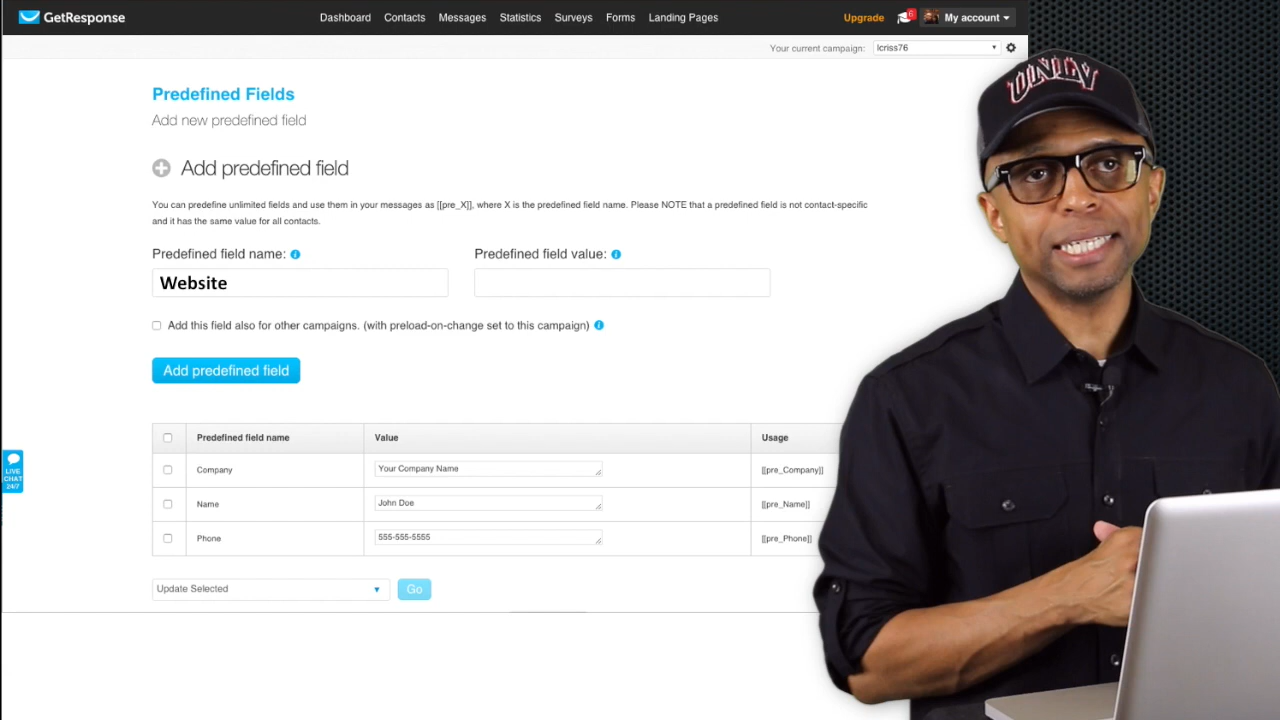 GetResponse
Dashboard Contacts Messages Statistics Surveys Forms Landing Pages
Upgrade 6 My account
Your current campaign: lcriss76
UNLV
Predefined Fields
Add new predefined field
Add predefined field
You can predefine unlimited fields and use them in your messages as [[pre_X]], where X is the predefined field name. Please NOTE that a predefined field is not contact-specific
and it has the same value for all contacts.
Predefined field name: Predefined field value:
Website
Add this field also for other campaigns. (with preload-on-change set to this campaign)
Add predefined field
Predefined field name Value Usage
Company Your Company Name [[pre_Company]]
LIVE
CHAT
24/7
Name John Doe [[pre_Name]]
Phone 555-555-5555 [[pre_Phone]]
Update Selected Go